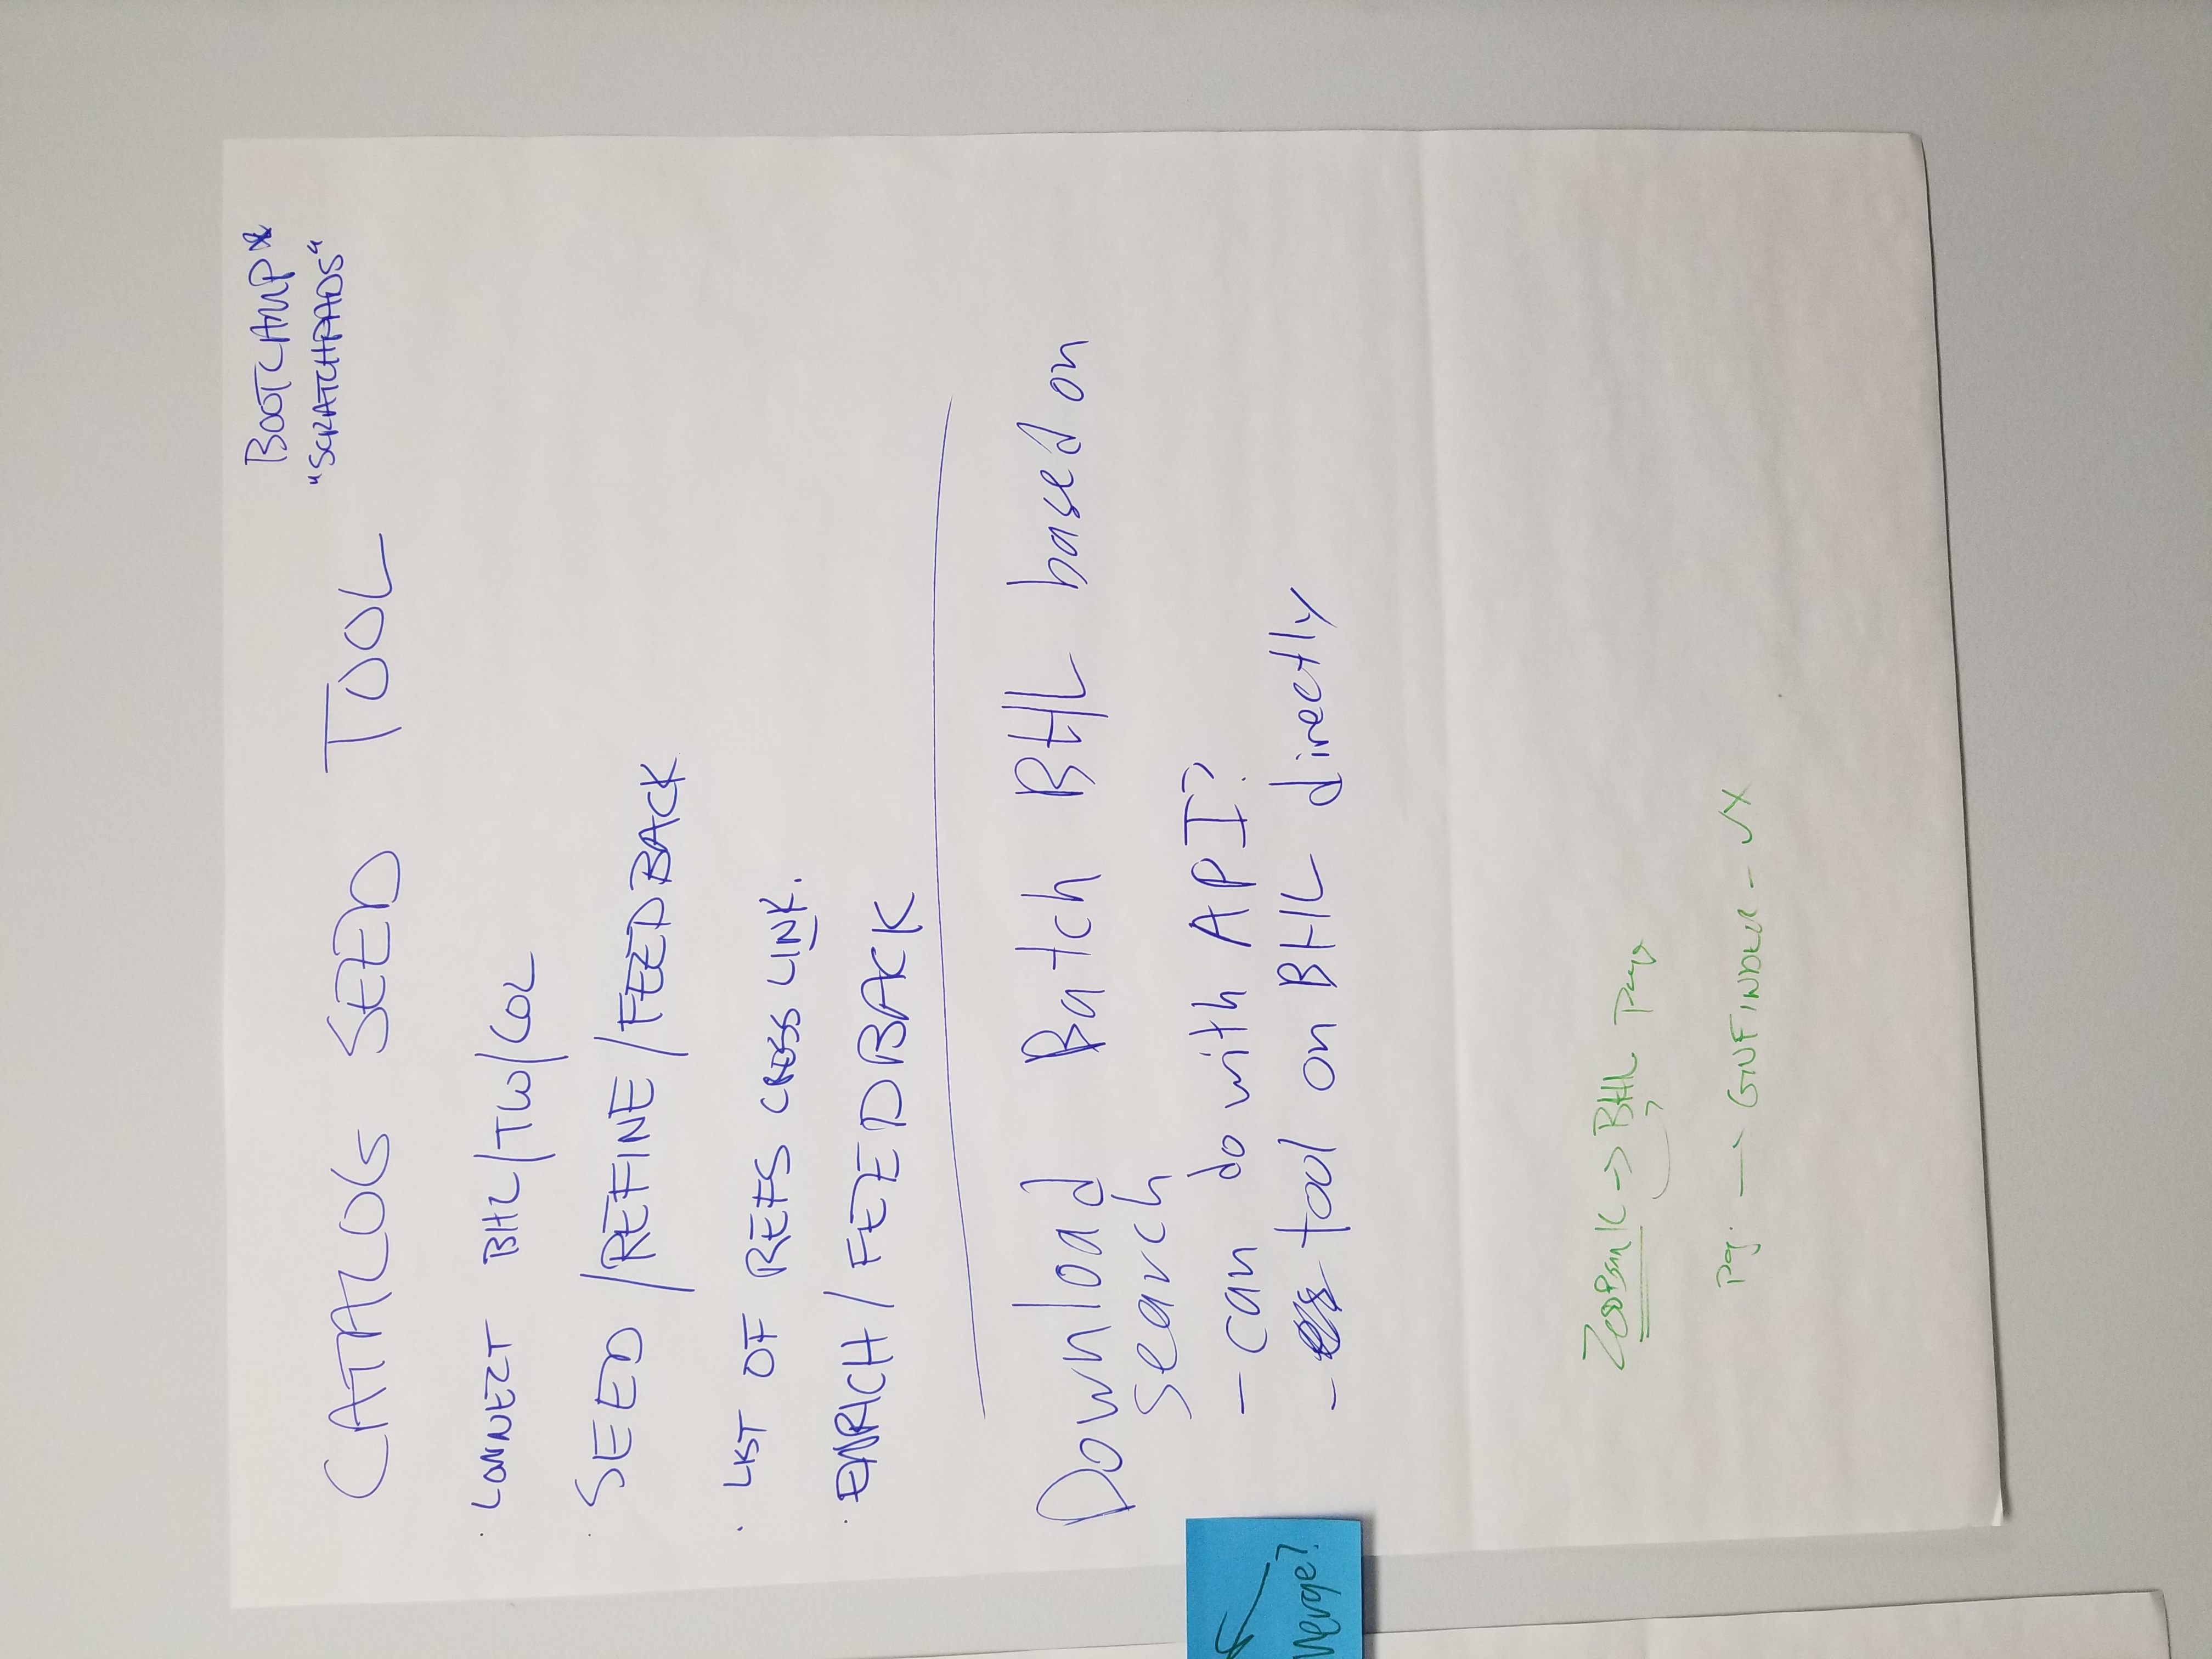 BOOTCAMP
"SCRATCHPADS"
CATALOG SEED TOOL
· CONNECT BHL/TW/COL
· SEED/REFINE/FEEDBACK
· LIST OF REFS CROSS LINK.
· ENRICH/FEEDBACK
Download Batch BHL based on
search
- can do with API?
- tool on BHL directly
Merge?
ZooBank -> BHL page
pg. — GNFINDER - √X